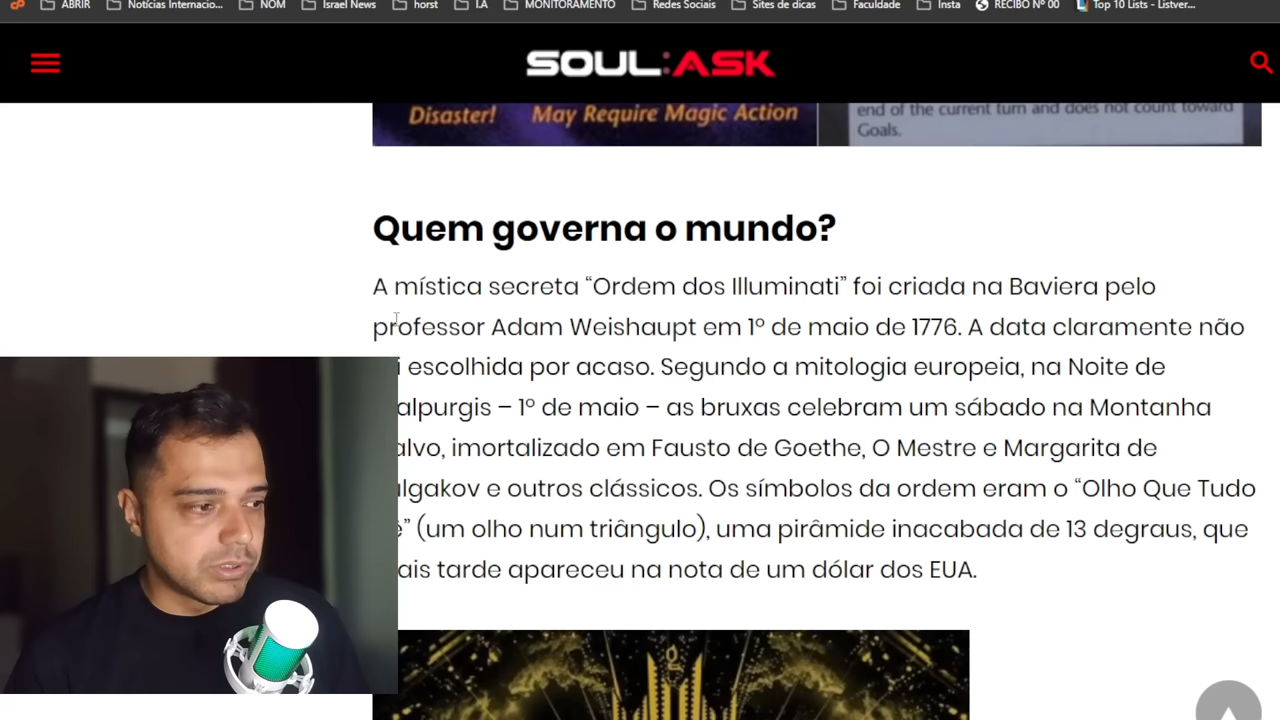 ABRIR Notícias Internacio... NOM Israel News horst I.A MONITORAMENTO Redes Sociais Sites de dicas Faculdade Insta RECIBO Nº 00 Top 10 Lists - Listver...
SOUL:ASK
Disaster! May Require Magic Action
end of the current turn and does not count toward
Goals.
Quem governa o mundo?
A mística secreta “Ordem dos Illuminati” foi criada na Baviera pelo
professor Adam Weishaupt em 1º de maio de 1776. A data claramente não
escolhida por acaso. Segundo a mitologia europeia, na Noite de
alpurgis – 1º de maio – as bruxas celebram um sábado na Montanha
alvo, imortalizado em Fausto de Goethe, O Mestre e Margarita de
ulgakov e outros clássicos. Os símbolos da ordem eram o “Olho Que Tudo
ê” (um olho num triângulo), uma pirâmide inacabada de 13 degraus, que
ais tarde apareceu na nota de um dólar dos EUA.